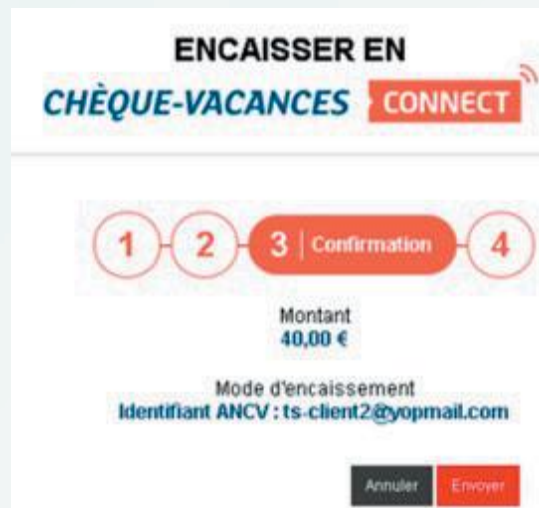 ENCAISSER EN
CHÈQUE-VACANCES CONNECT
1 2 3 | Confirmation 4
Montant
40,00 €
Mode d'encaissement
Identifiant ANCV : ts-client2@yopmail.com
Annuler Envoyer